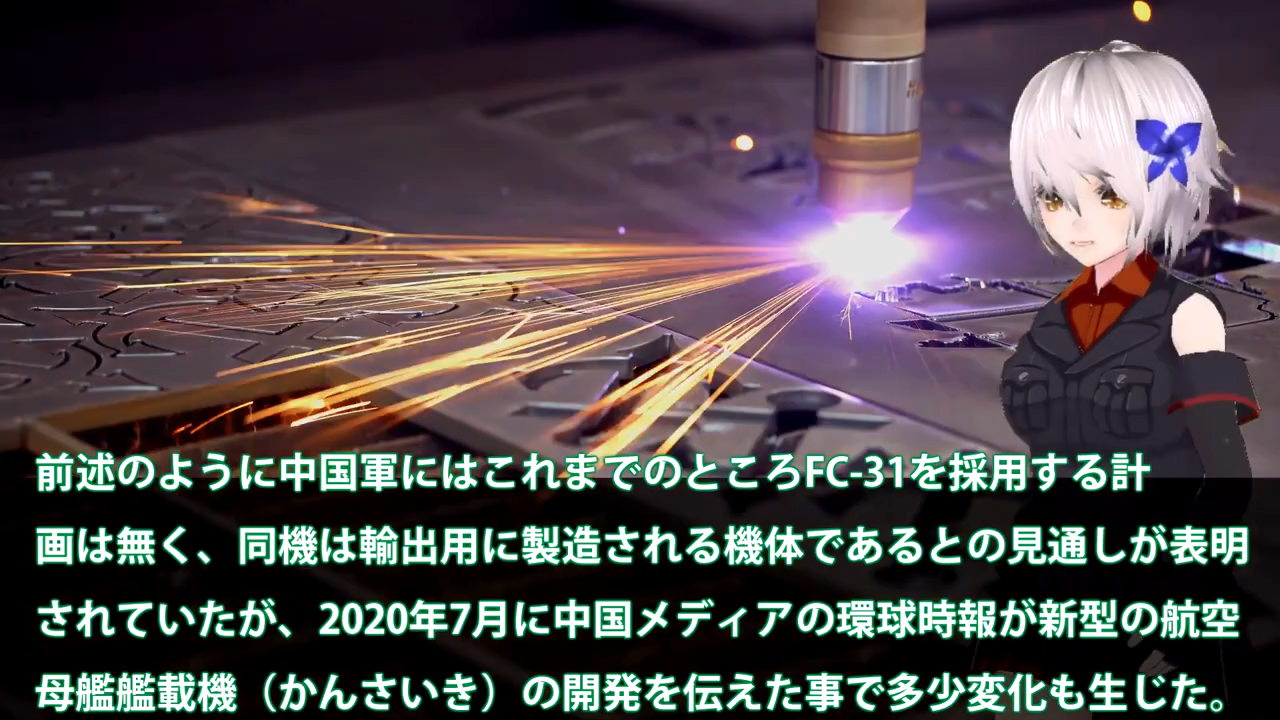 前述のように中国軍にはこれまでのところFC-31を採用する計
画は無く、同機は輸出用に製造される機体であるとの見通しが表明
されていたが、2020年7月に中国メディアの環球時報が新型の航空
母艦艦載機（かんさいき）の開発を伝えた事で多少変化も生じた。